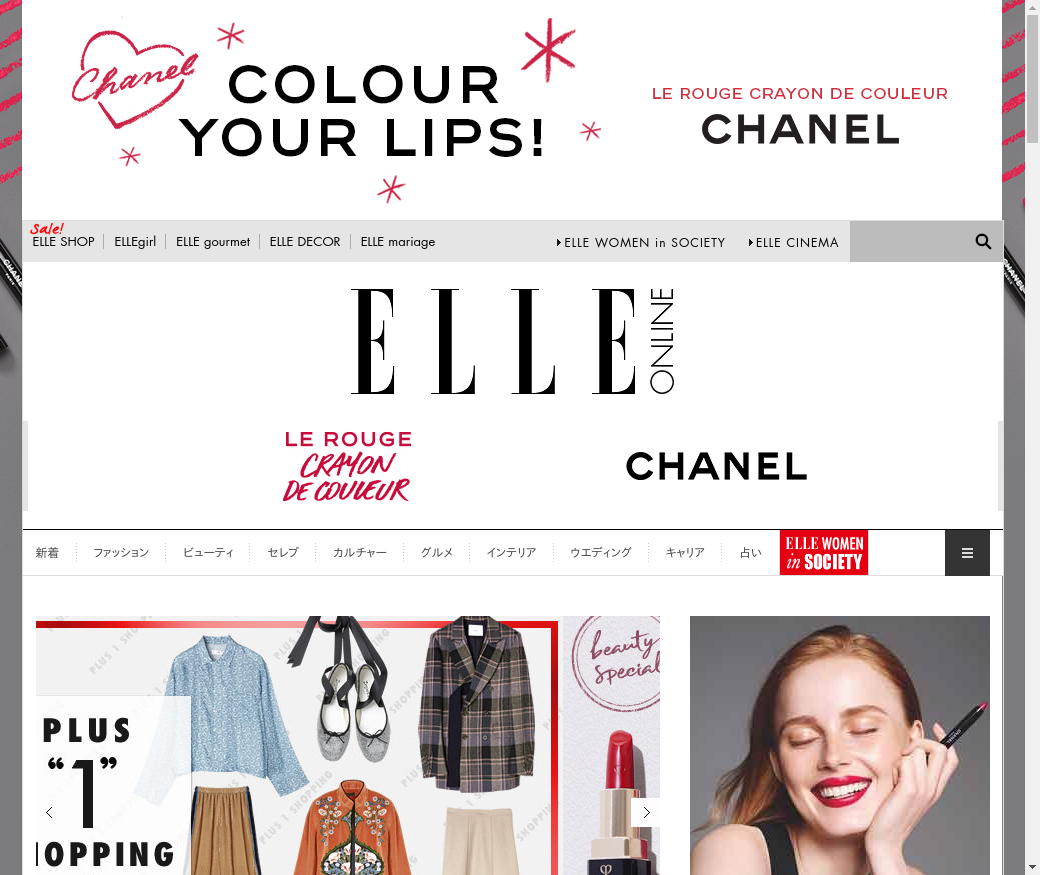 Chanel
COLOUR
YOUR LIPS!
LE ROUGE CRAYON DE COULEUR
CHANEL
Sale!
ELLE SHOP ELLEgirl ELLE gourmet ELLE DECOR ELLE mariage ELLE WOMEN in SOCIETY ELLE CINEMA
ELLE ONLINE
LE ROUGE
CRAYON
DE COULEUR
CHANEL
新着 ファッション ビューティ セレブ カルチャー グルメ インテリア ウエディング キャリア 占い
ELLE WOMEN
in SOCIETY
PLUS
“1”
HOPPING
PLUS 1 SHOPPING
beauty
special